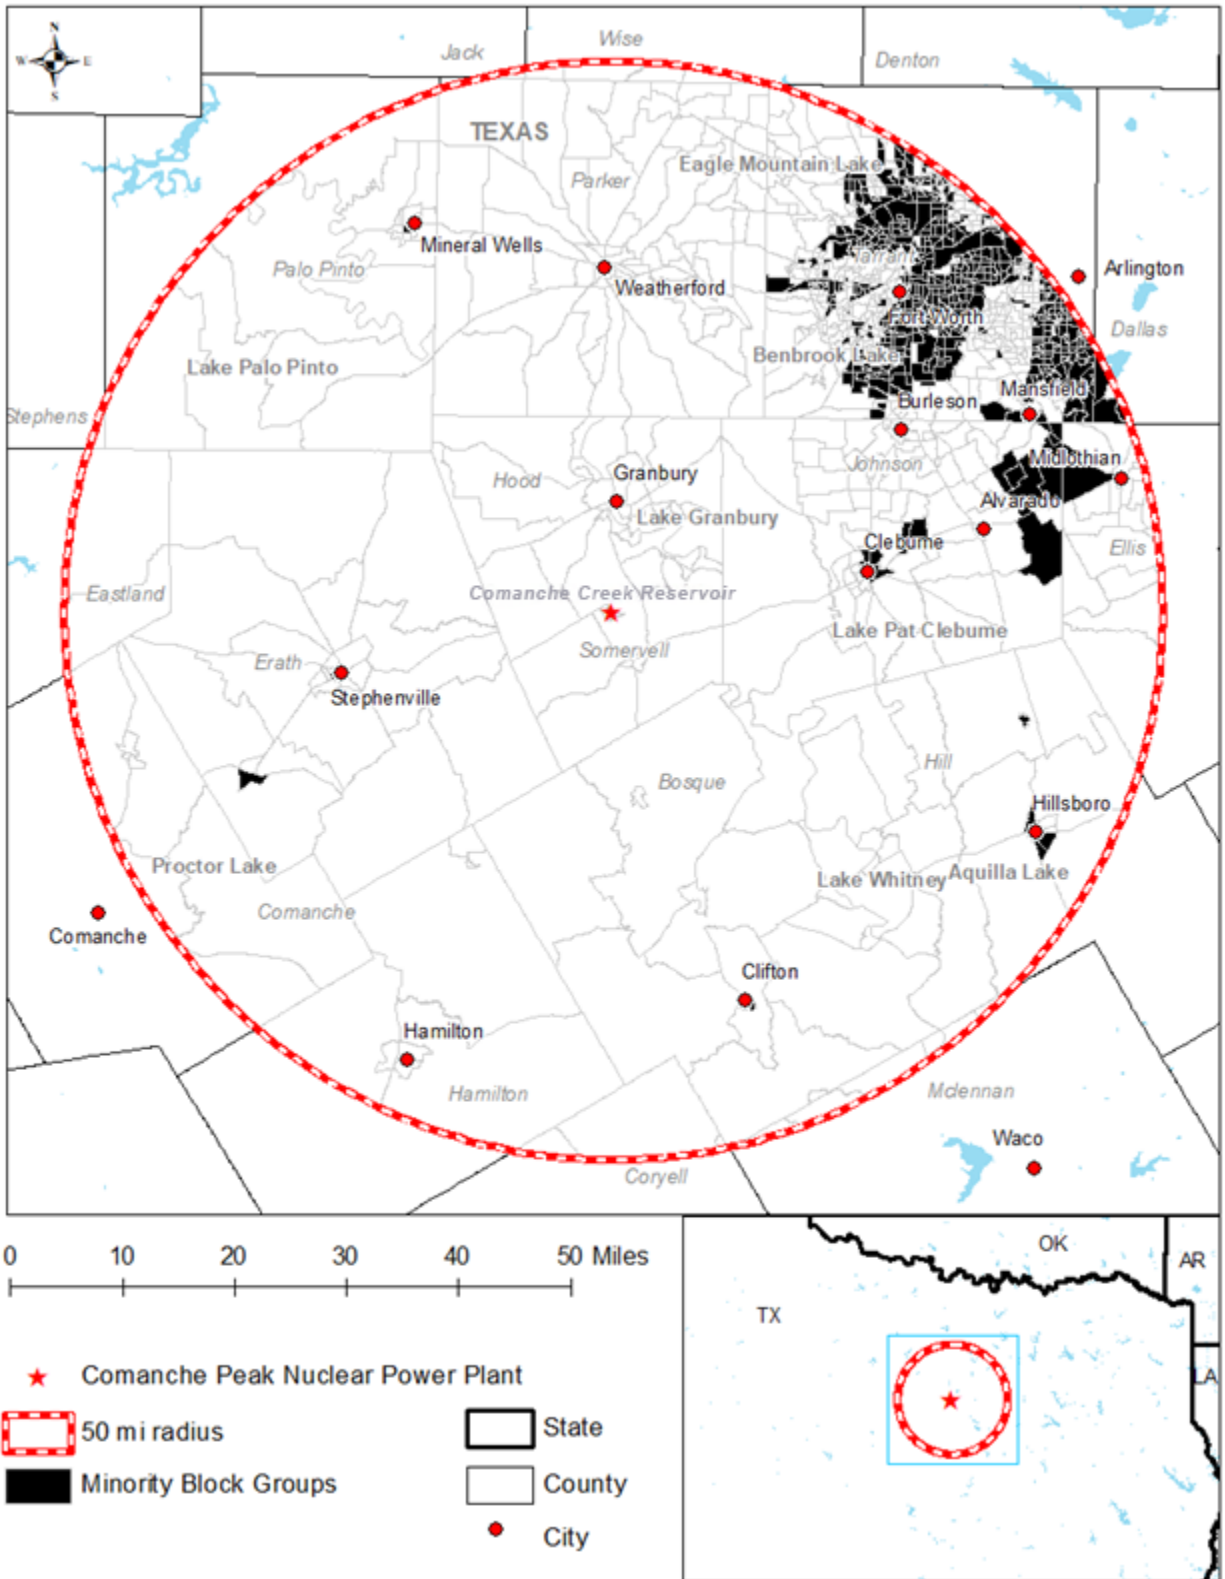 N
W E
S
Jack
Wise
Denton
TEXAS
Eagle Mountain Lake
Parker
Mineral Wells
Palo Pinto
Weatherford
Tarrant
Arlington
Fort Worth
Dallas
Lake Palo Pinto
Benbrook Lake
Stephens
Burleson
Mansfield
Hood
Granbury
Johnson
Midlothian
Lake Granbury
Alvarado
Cleburne
Ellis
Eastland
Comanche Creek Reservoir
Somervell
Lake Pat Cleburne
Erath
Stephenville
Bosque
Hill
Hillsboro
Proctor Lake
Lake Whitney
Aquilla Lake
Comanche
Comanche
Clifton
Hamilton
Hamilton
Mclennan
Waco
Coryell
0 10 20 30 40 50 Miles
OK
AR
TX
LA
Comanche Peak Nuclear Power Plant
50 mi radius
State
Minority Block Groups
County
City